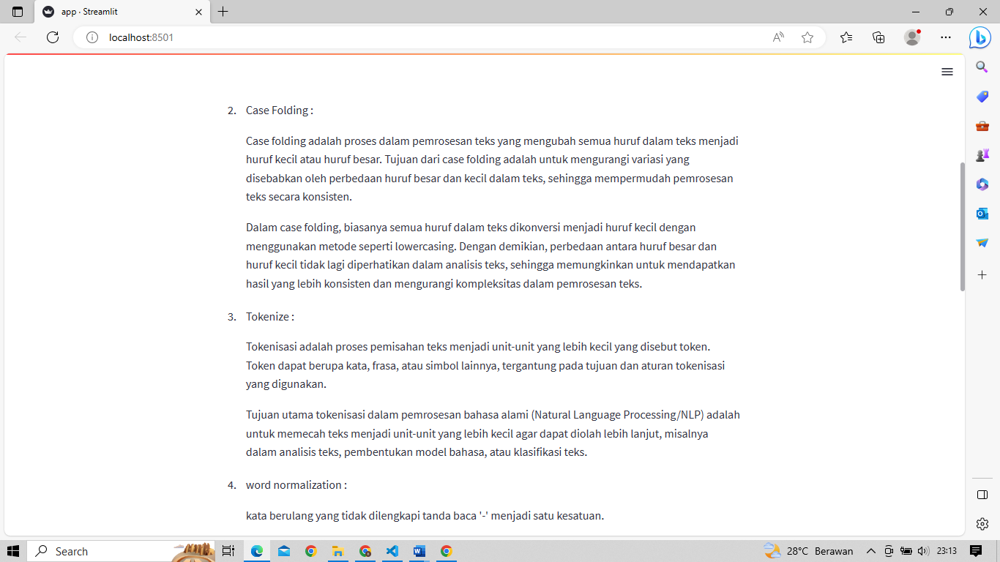 app · Streamlit
localhost:8501
2. Case Folding :
Case folding adalah proses dalam pemrosesan teks yang mengubah semua huruf dalam teks menjadi
huruf kecil atau huruf besar. Tujuan dari case folding adalah untuk mengurangi variasi yang
disebabkan oleh perbedaan huruf besar dan kecil dalam teks, sehingga mempermudah pemrosesan
teks secara konsisten.
Dalam case folding, biasanya semua huruf dalam teks dikonversi menjadi huruf kecil dengan
menggunakan metode seperti lowercasing. Dengan demikian, perbedaan antara huruf besar dan
huruf kecil tidak lagi diperhatikan dalam analisis teks, sehingga memungkinkan untuk mendapatkan
hasil yang lebih konsisten dan mengurangi kompleksitas dalam pemrosesan teks.
3. Tokenize :
Tokenisasi adalah proses pemisahan teks menjadi unit-unit yang lebih kecil yang disebut token.
Token dapat berupa kata, frasa, atau simbol lainnya, tergantung pada tujuan dan aturan tokenisasi
yang digunakan.
Tujuan utama tokenisasi dalam pemrosesan bahasa alami (Natural Language Processing/NLP) adalah
untuk memecah teks menjadi unit-unit yang lebih kecil agar dapat diolah lebih lanjut, misalnya
dalam analisis teks, pembentukan model bahasa, atau klasifikasi teks.
4. word normalization :
kata berulang yang tidak dilengkapi tanda baca '-' menjadi satu kesatuan.
Search
28°C Berawan
23:13